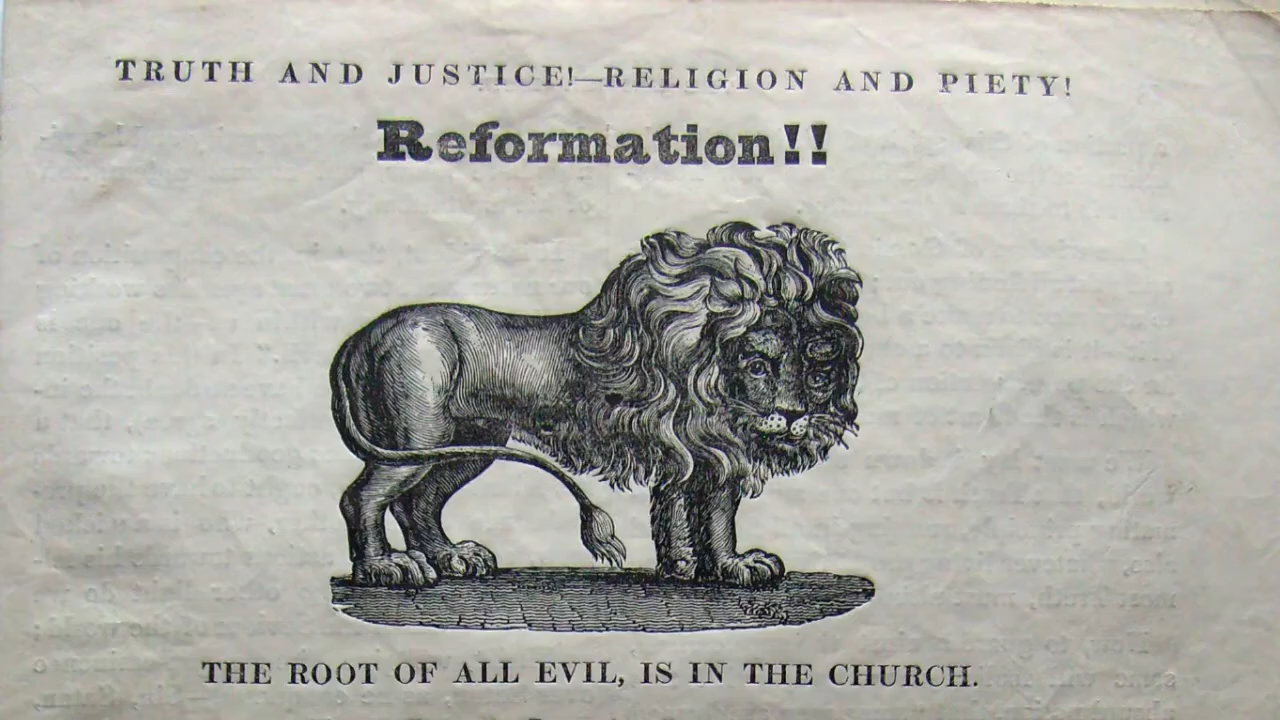 TRUTH AND JUSTICE!—RELIGION AND PIETY!
Reformation!!
THE ROOT OF ALL EVIL, IS IN THE CHURCH.